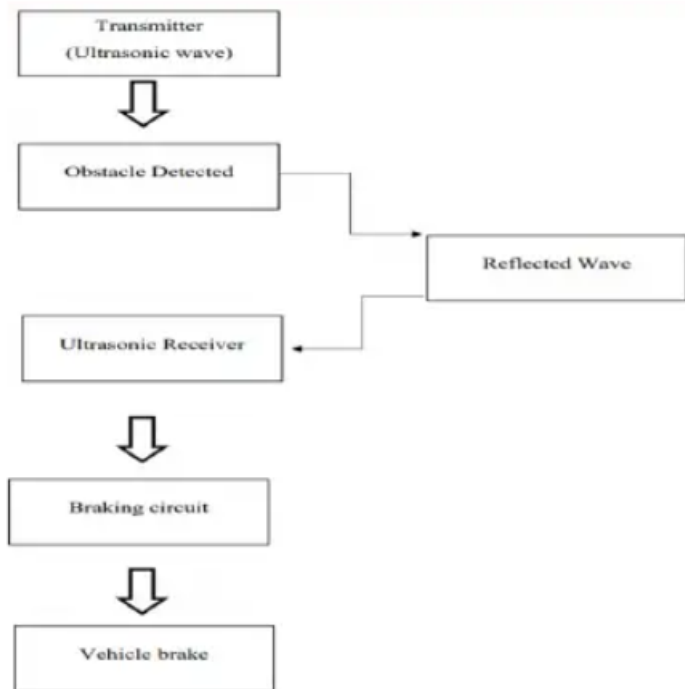 Transmitter
(Ultrasonic wave)
Obstacle Detected
Reflected Wave
Ultrasonic Receiver
Braking circuit
Vehicle brake